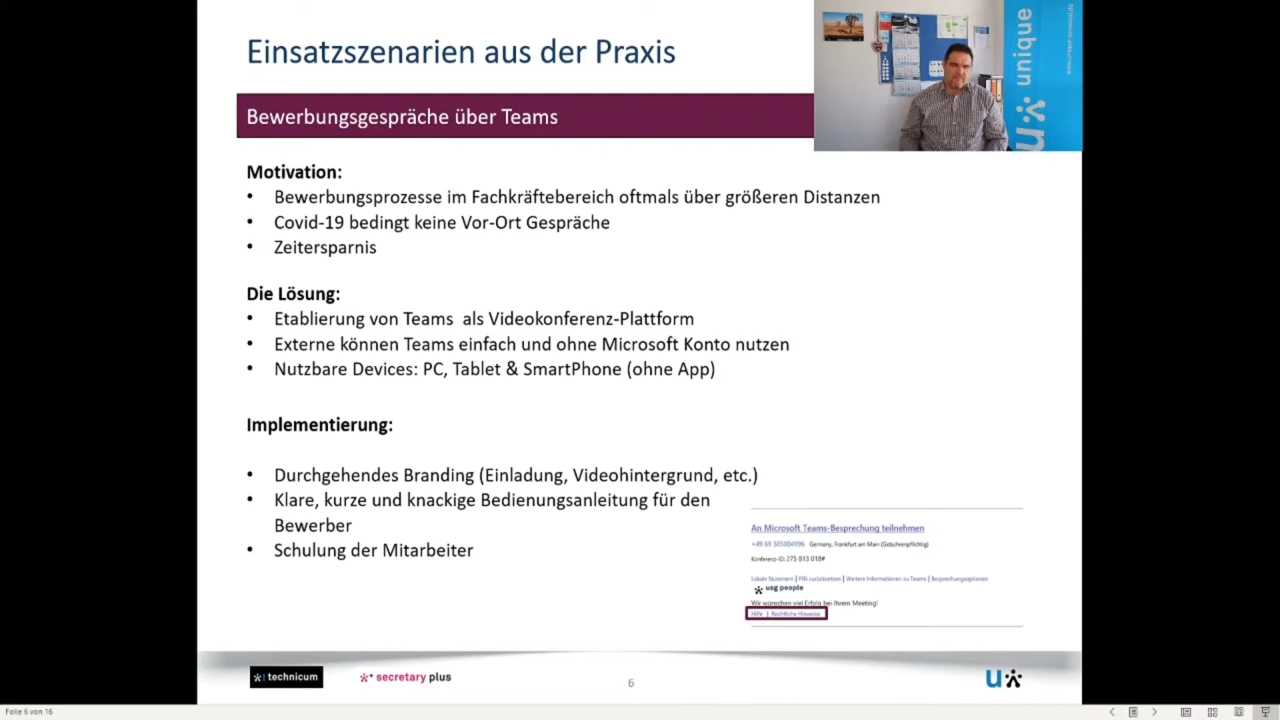 Einsatzszenarien aus der Praxis
unique
Bewerbungsgespräche über Teams
Motivation:
• Bewerbungsprozesse im Fachkräftebereich oftmals über größeren Distanzen
• Covid-19 bedingt keine Vor-Ort Gespräche
• Zeitersparnis
Die Lösung:
• Etablierung von Teams als Videokonferenz-Plattform
• Externe können Teams einfach und ohne Microsoft Konto nutzen
• Nutzbare Devices: PC, Tablet & SmartPhone (ohne App)
Implementierung:
• Durchgehendes Branding (Einladung, Videohintergrund, etc.)
• Klare, kurze und knackige Bedienungsanleitung für den
Bewerber
• Schulung der Mitarbeiter
An Microsoft Teams-Besprechung teilnehmen
+49 69 505004996 Germany, Frankfurt am Main (Gebührenpflichtig)
Konferenz-ID: 275 813 018#
Lokale Nummern | PIN zurücksetzen | Weitere Informationen zu Teams | Besprechungsoptionen
usg people
Wir wünschen viel Erfolg bei Ihrem Meeting!
Hilfe | Rechtliche Hinweise
technicum
secretary plus
6
u
Folie 6 von 16